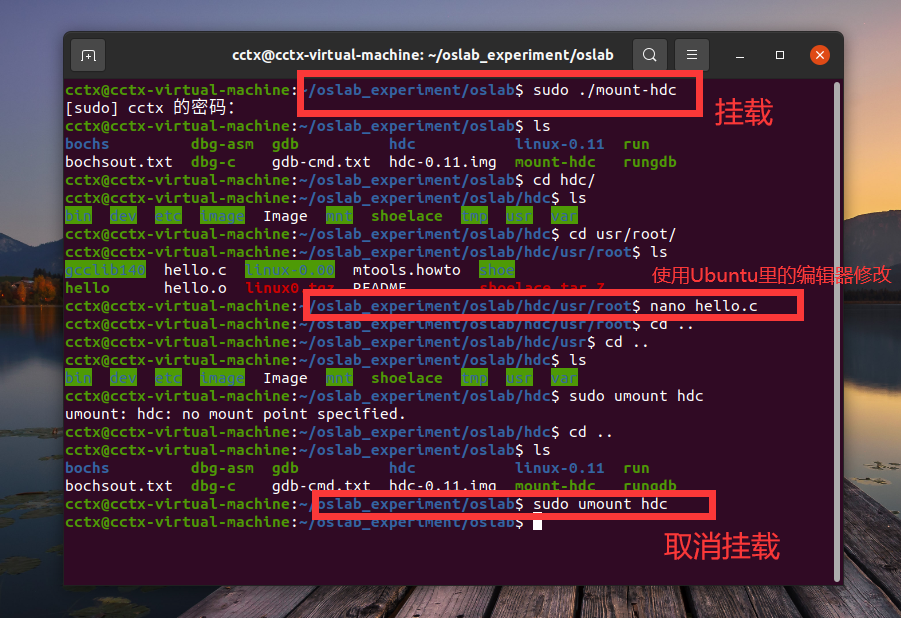 cctx@cctx-virtual-machine: ~/oslab_experiment/oslab
cctx@cctx-virtual-machine:~/oslab_experiment/oslab$ sudo ./mount-hdc
挂载
[sudo] cctx 的密码：
cctx@cctx-virtual-machine:~/oslab_experiment/oslab$ ls
bochs dbg-asm gdb hdc linux-0.11 run
bochsout.txt dbg-c gdb-cmd.txt hdc-0.11.img mount-hdc rungdb
cctx@cctx-virtual-machine:~/oslab_experiment/oslab$ cd hdc/
cctx@cctx-virtual-machine:~/oslab_experiment/oslab/hdc$ ls
bin dev etc image Image mnt shoelace tmp usr var
cctx@cctx-virtual-machine:~/oslab_experiment/oslab/hdc$ cd usr/root/
cctx@cctx-virtual-machine:~/oslab_experiment/oslab/hdc/usr/root$ ls
gccllb140 hello.c linux-0.00 mtools.howto shoe
使用Ubuntu里的编辑器修改
hello hello.o linux0.tgz README shoelace.tar.Z
cctx@cctx-virtual-machine:~/oslab_experiment/oslab/hdc/usr/root$ nano hello.c
cctx@cctx-virtual-machine:~/oslab_experiment/oslab/hdc/usr/root$ cd ..
cctx@cctx-virtual-machine:~/oslab_experiment/oslab/hdc/usr$ cd ..
cctx@cctx-virtual-machine:~/oslab_experiment/oslab/hdc$ ls
bin dev etc image Image mnt shoelace tmp usr var
cctx@cctx-virtual-machine:~/oslab_experiment/oslab/hdc$ sudo umount hdc
umount: hdc: no mount point specified.
cctx@cctx-virtual-machine:~/oslab_experiment/oslab/hdc$ cd ..
cctx@cctx-virtual-machine:~/oslab_experiment/oslab$ ls
bochs dbg-asm gdb hdc linux-0.11 run
bochsout.txt dbg-c gdb-cmd.txt hdc-0.11.img mount-hdc rungdb
cctx@cctx-virtual-machine:~/oslab_experiment/oslab$ sudo umount hdc
cctx@cctx-virtual-machine:~/oslab_experiment/oslab$
取消挂载